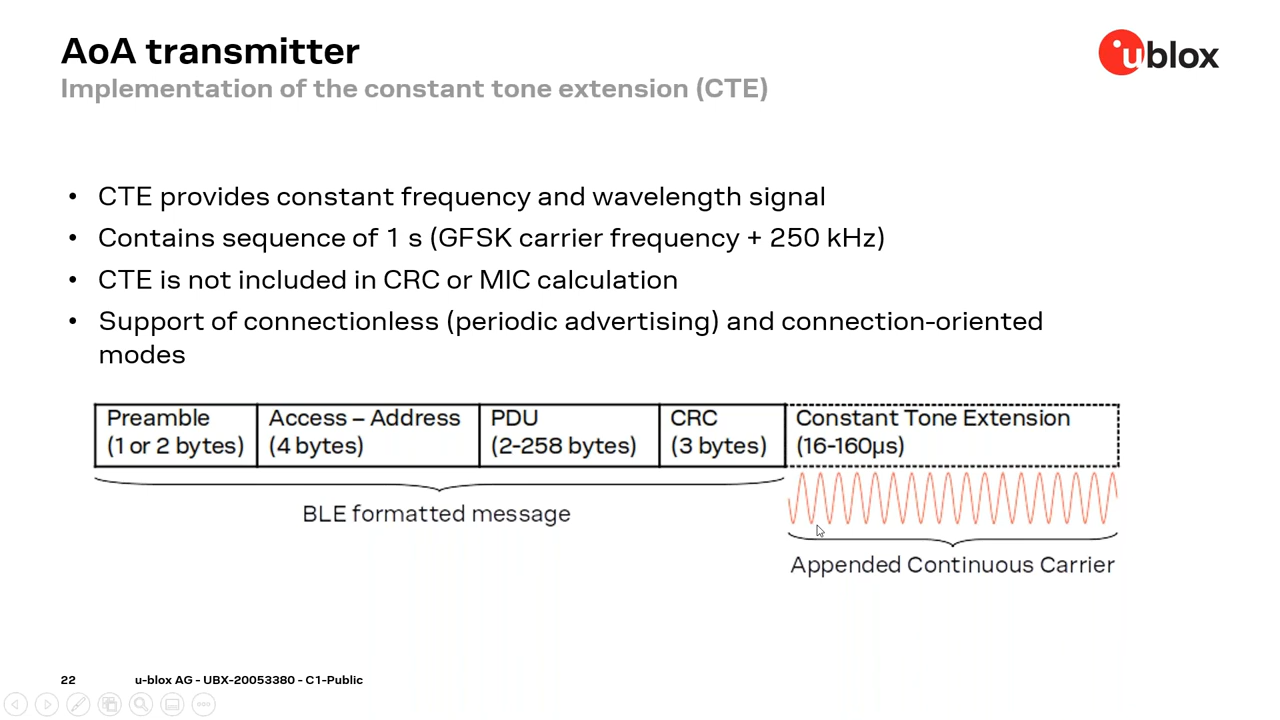 AoA transmitter
Implementation of the constant tone extension (CTE)
ublox
• CTE provides constant frequency and wavelength signal
• Contains sequence of 1 s (GFSK carrier frequency + 250 kHz)
• CTE is not included in CRC or MIC calculation
• Support of connectionless (periodic advertising) and connection-oriented
modes
Preamble
(1 or 2 bytes)
Access – Address
(4 bytes)
PDU
(2-258 bytes)
CRC
(3 bytes)
Constant Tone Extension
(16-160µs)
BLE formatted message
Appended Continuous Carrier
22
u-blox AG - UBX-20053380 - C1-Public